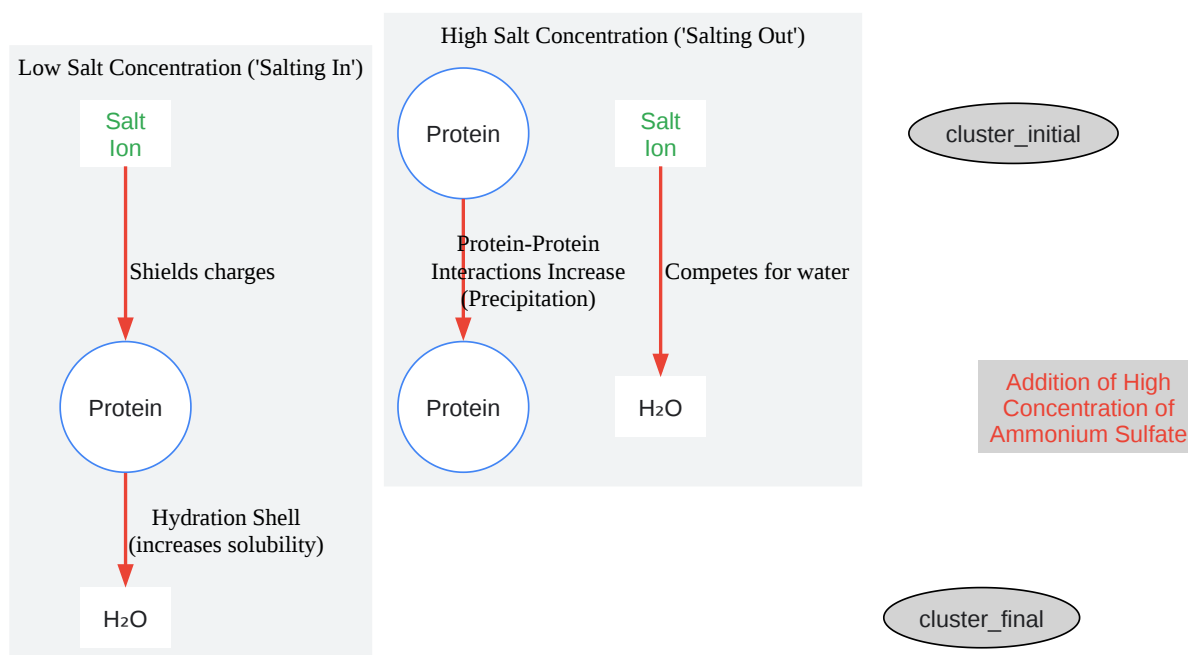 Low Salt Concentration ('Salting In')
Salt
Ion
Shields charges
Protein
Hydration Shell
(increases solubility)
H₂O
High Salt Concentration ('Salting Out')
Protein
Protein-Protein
Interactions Increase
(Precipitation)
Protein
Salt
Ion
Competes for water
H₂O
cluster_initial
Addition of High
Concentration of
Ammonium Sulfate
cluster_final